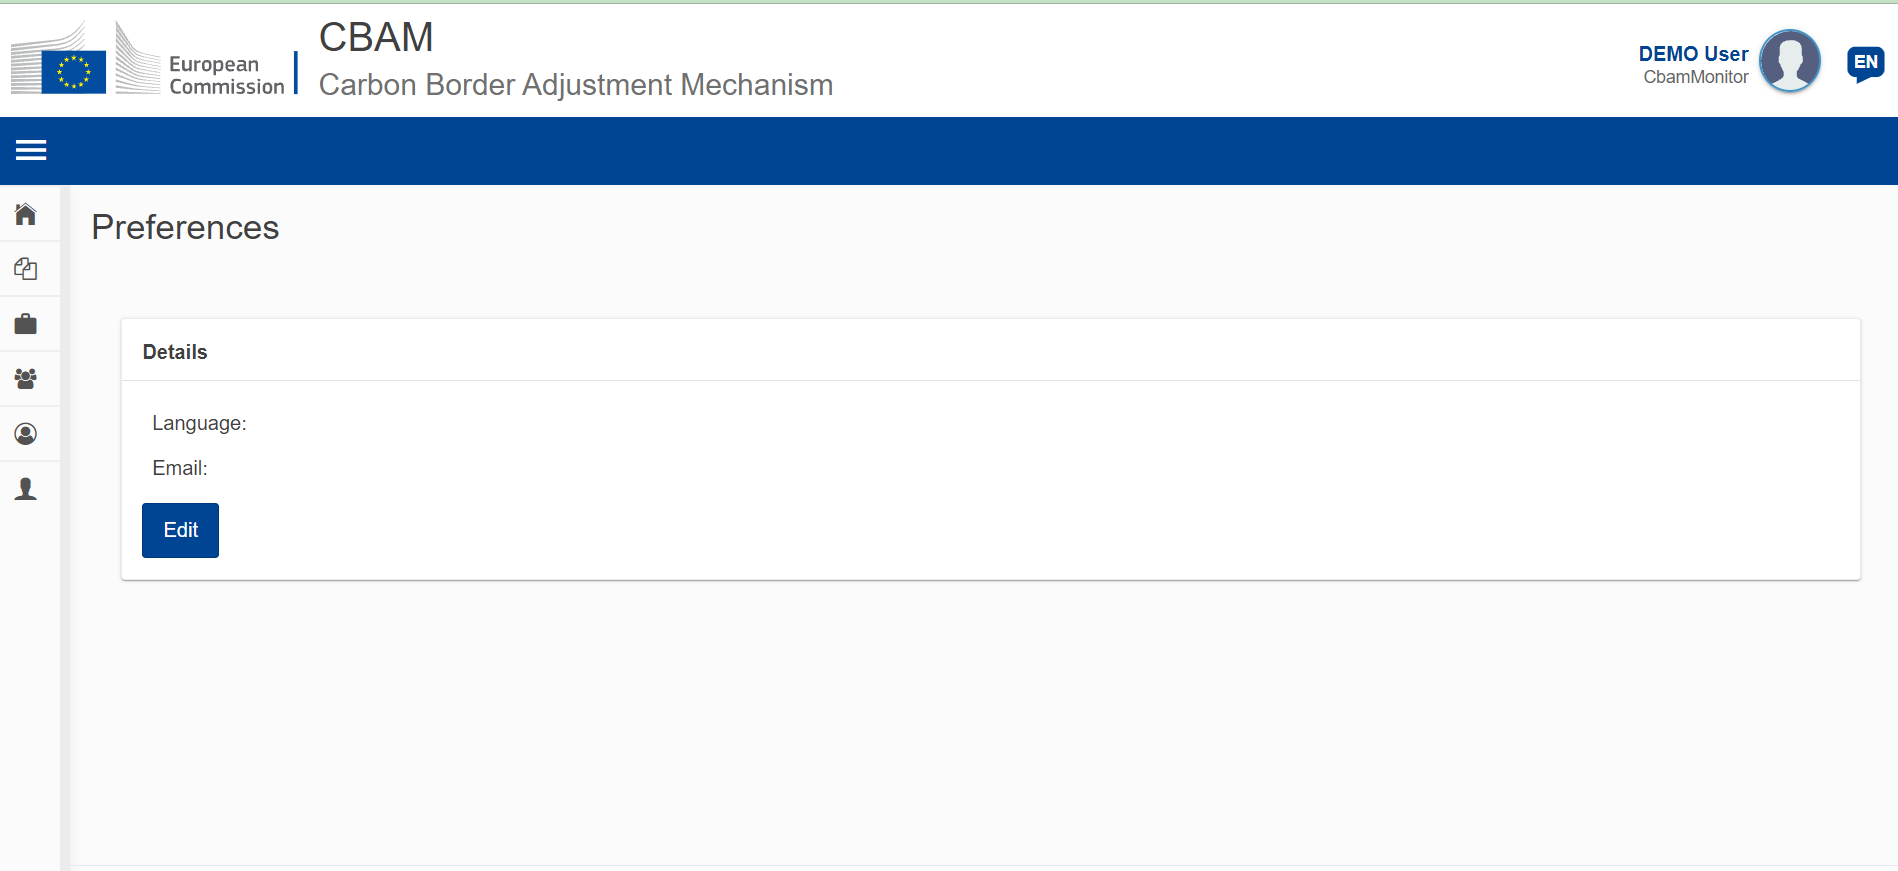 European
Commission
CBAM
Carbon Border Adjustment Mechanism
DEMO User
CbamMonitor
EN
Preferences
Details
Language:
Email:
Edit